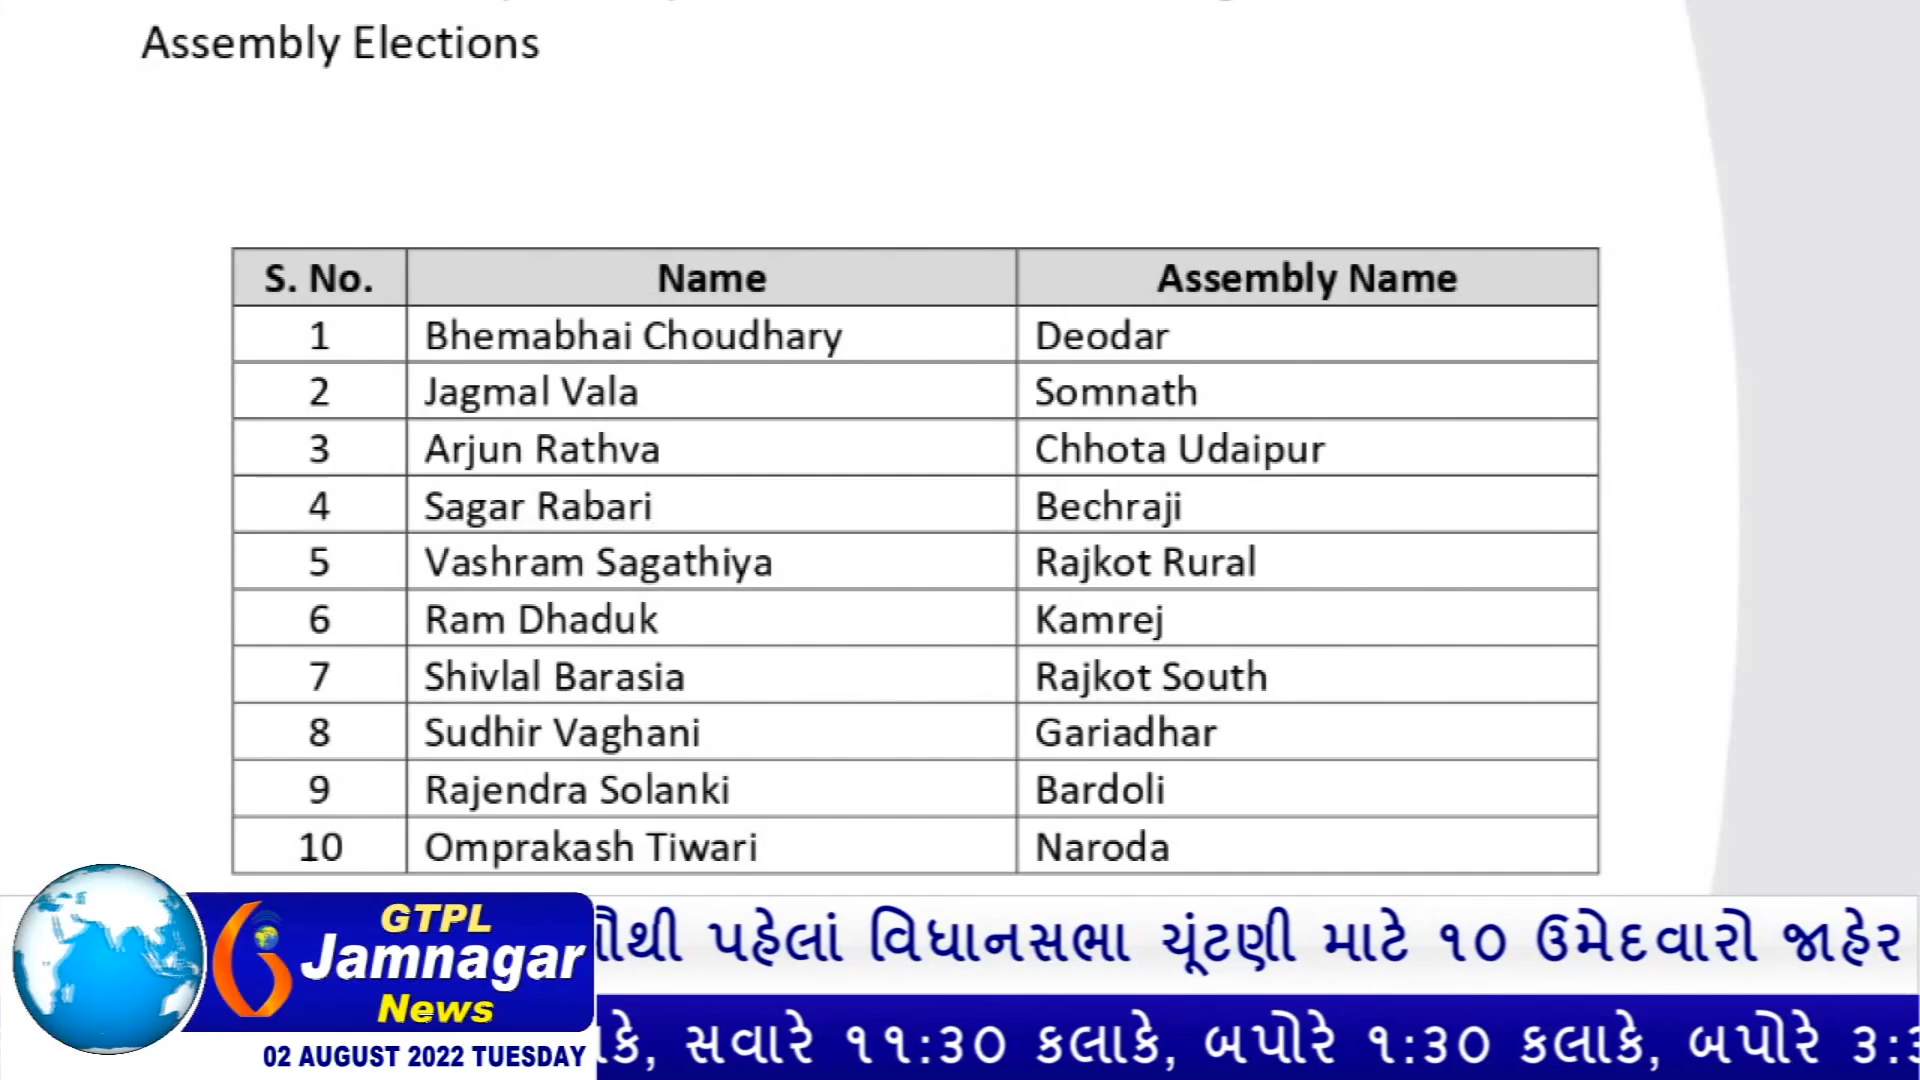 Assembly Elections
S. No. Name Assembly Name
1 Bhemabhai Choudhary Deodar
2 Jagmal Vala Somnath
3 Arjun Rathva Chhota Udaipur
4 Sagar Rabari Bechraji
5 Vashram Sagathiya Rajkot Rural
6 Ram Dhaduk Kamrej
7 Shivlal Barasia Rajkot South
8 Sudhir Vaghani Gariadhar
9 Rajendra Solanki Bardoli
10 Omprakash Tiwari Naroda
GTPL
Jamnagar
News
02 AUGUST 2022 TUESDAY
પહેલાં વિધાનસભા ચૂંટણી માટે ૧૦ ઉમેદવારો જાહેર
સવારે ૧૧:૩૦ કલાકે, બપોરે ૧:૩૦ કલાકે, બપોરે